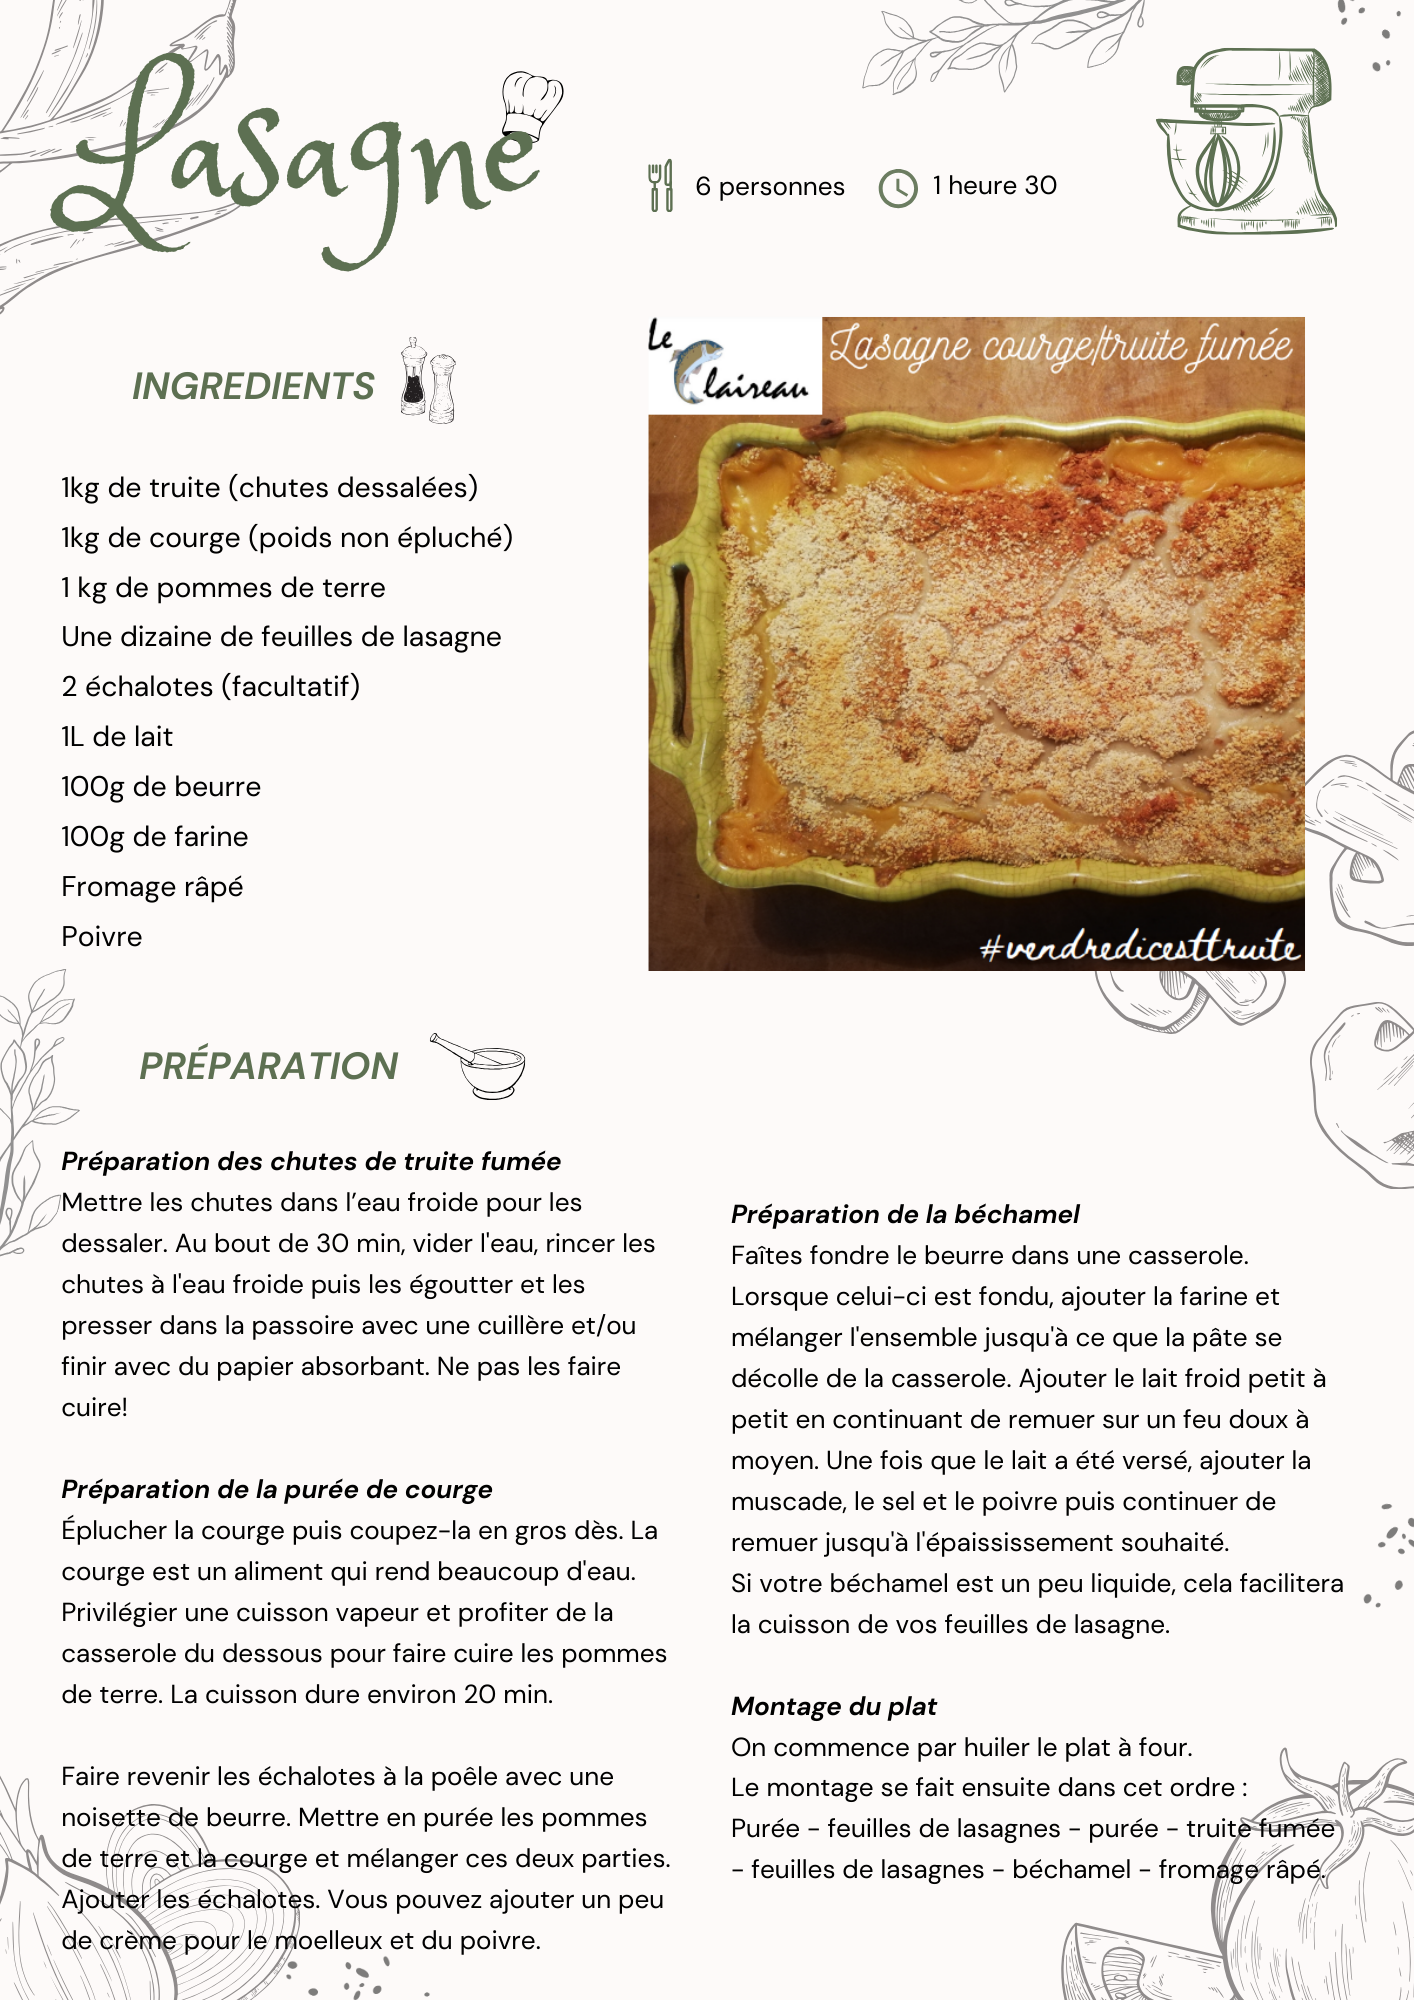 Lasagne
6 personnes
1 heure 30
INGREDIENTS
1kg de truite (chutes dessalées)
1kg de courge (poids non épluché)
1 kg de pommes de terre
Une dizaine de feuilles de lasagne
2 échalotes (facultatif)
1L de lait
100g de beurre
100g de farine
Fromage râpé
Poivre
Le
Claireau
Lasagne courge/truite fumée
#vendredicesttruite
PRÉPARATION
Préparation des chutes de truite fumée
Mettre les chutes dans l’eau froide pour les
dessaler. Au bout de 30 min, vider l'eau, rincer les
chutes à l'eau froide puis les égoutter et les
presser dans la passoire avec une cuillère et/ou
finir avec du papier absorbant. Ne pas les faire
cuire!
Préparation de la purée de courge
Éplucher la courge puis coupez-la en gros dès. La
courge est un aliment qui rend beaucoup d'eau.
Privilégier une cuisson vapeur et profiter de la
casserole du dessous pour faire cuire les pommes
de terre. La cuisson dure environ 20 min.
Faire revenir les échalotes à la poêle avec une
noisette de beurre. Mettre en purée les pommes
de terre et la courge et mélanger ces deux parties.
Ajouter les échalotes. Vous pouvez ajouter un peu
de crème pour le moelleux et du poivre.
Préparation de la béchamel
Faîtes fondre le beurre dans une casserole.
Lorsque celui-ci est fondu, ajouter la farine et
mélanger l'ensemble jusqu'à ce que la pâte se
décolle de la casserole. Ajouter le lait froid petit à
petit en continuant de remuer sur un feu doux à
moyen. Une fois que le lait a été versé, ajouter la
muscade, le sel et le poivre puis continuer de
remuer jusqu'à l'épaississement souhaité.
Si votre béchamel est un peu liquide, cela facilitera
la cuisson de vos feuilles de lasagne.
Montage du plat
On commence par huiler le plat à four.
Le montage se fait ensuite dans cet ordre :
Purée - feuilles de lasagnes - purée - truite fumée
- feuilles de lasagnes - béchamel - fromage râpé.